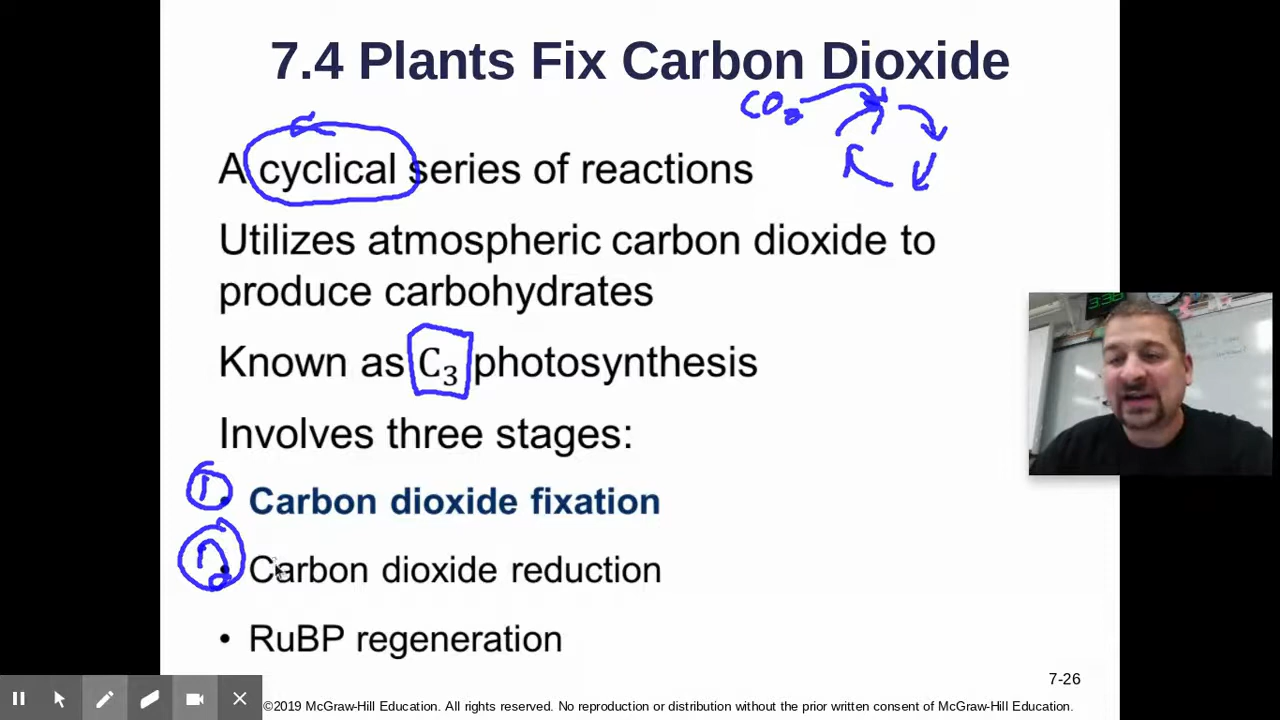 7.4 Plants Fix Carbon Dioxide
CO2
A cyclical series of reactions
Utilizes atmospheric carbon dioxide to
produce carbohydrates
Known as C₃ photosynthesis
Involves three stages:
1. Carbon dioxide fixation
2 • Carbon dioxide reduction
• RuBP regeneration
7-26
©2019 McGraw-Hill Education. All rights reserved. No reproduction or distribution without the prior written consent of McGraw-Hill Education.